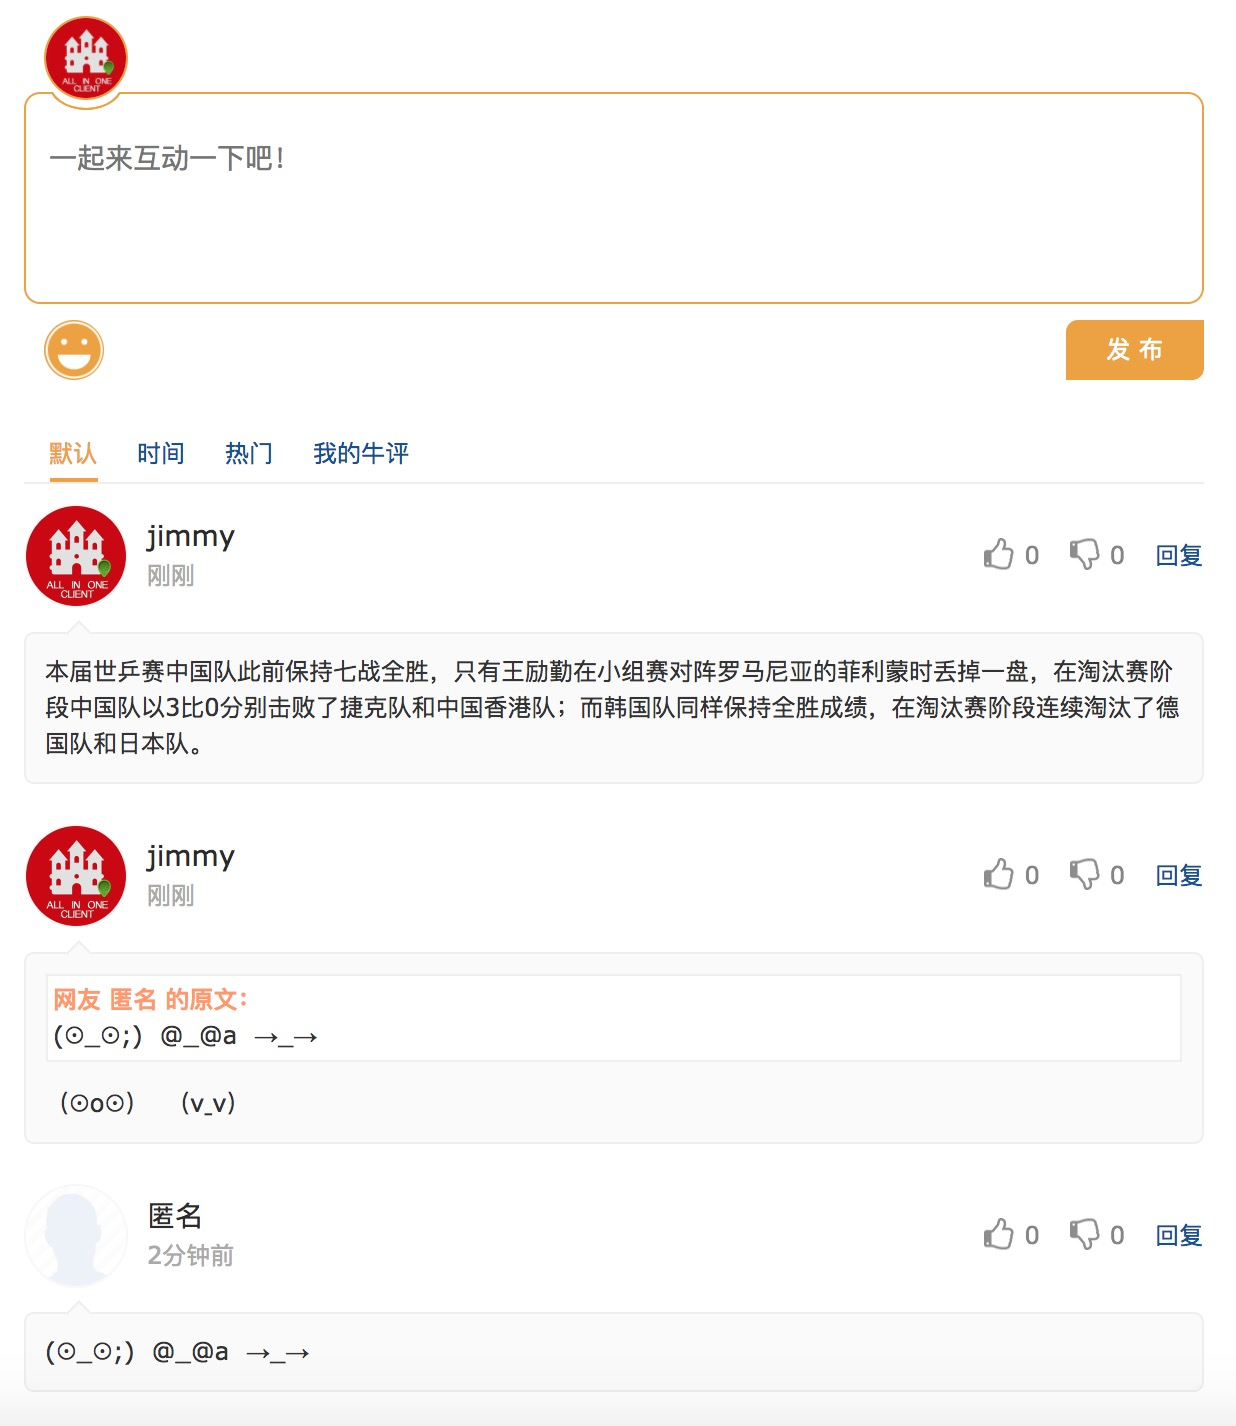 ALL IN ONE
CLIENT
一起来互动一下吧！
发 布
默认 时间 热门 我的牛评
ALL IN ONE
CLIENT
jimmy
刚刚
0 0 回复
本届世乒赛中国队此前保持七战全胜，只有王励勤在小组赛对阵罗马尼亚的菲利蒙时丢掉一盘，在淘汰赛阶
段中国队以3比0分别击败了捷克队和中国香港队；而韩国队同样保持全胜成绩，在淘汰赛阶段连续淘汰了德
国队和日本队。
ALL IN ONE
CLIENT
jimmy
刚刚
0 0 回复
网友 匿名 的原文：
(⊙_⊙;) @_@a →_→
(⊙o⊙) (v_v)
匿名
2分钟前
0 0 回复
(⊙_⊙;) @_@a →_→